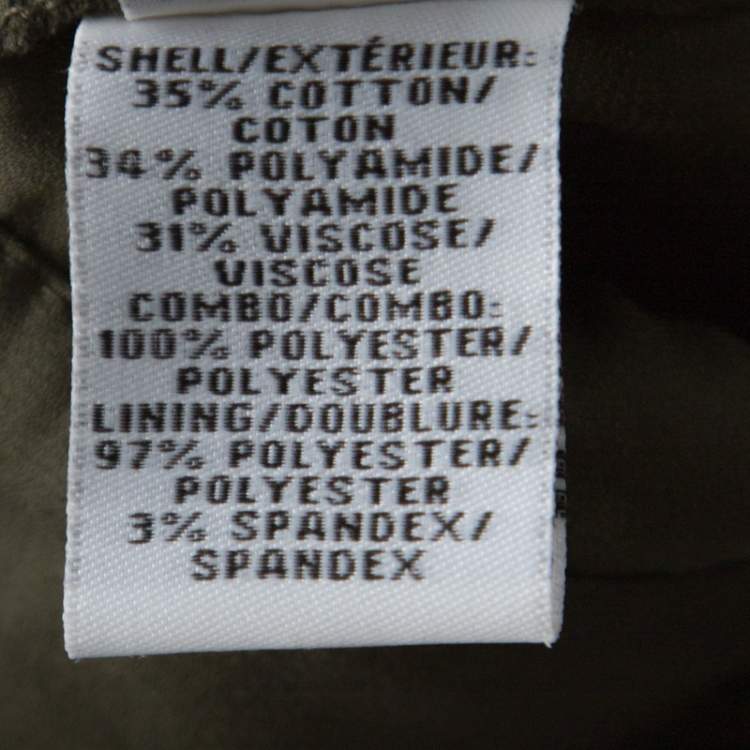 SHELL/EXTÉRIEUR:
35% COTTON/
COTON
34% POLYAMIDE/
POLYAMIDE
31% VISCOSE/
VISCOSE
COMBO/COMBO:
100% POLYESTER/
POLYESTER
LINING/DOUBLURE:
97% POLYESTER/
POLYESTER
3% SPANDEX/
SPANDEX